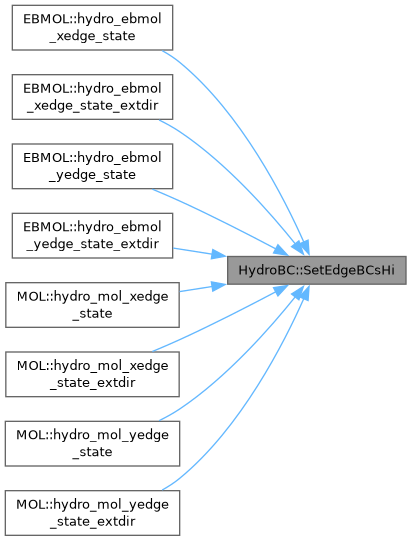 EBMOL::hydro_ebmol
_xedge_state
EBMOL::hydro_ebmol
_xedge_state_extdir
EBMOL::hydro_ebmol
_yedge_state
EBMOL::hydro_ebmol
_yedge_state_extdir
HydroBC::SetEdgeBCsHi
MOL::hydro_mol_xedge
_state
MOL::hydro_mol_xedge
_state_extdir
MOL::hydro_mol_yedge
_state
MOL::hydro_mol_yedge
_state_extdir